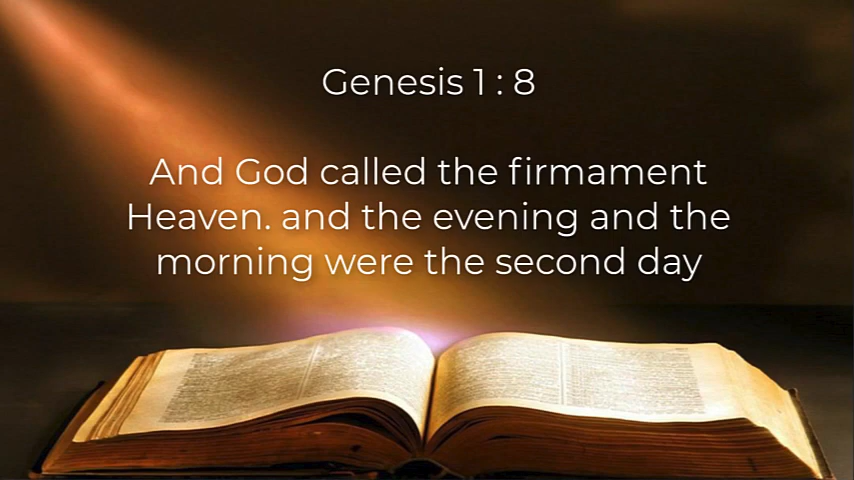 Genesis 1 : 8
And God called the firmament
Heaven. and the evening and the
morning were the second day